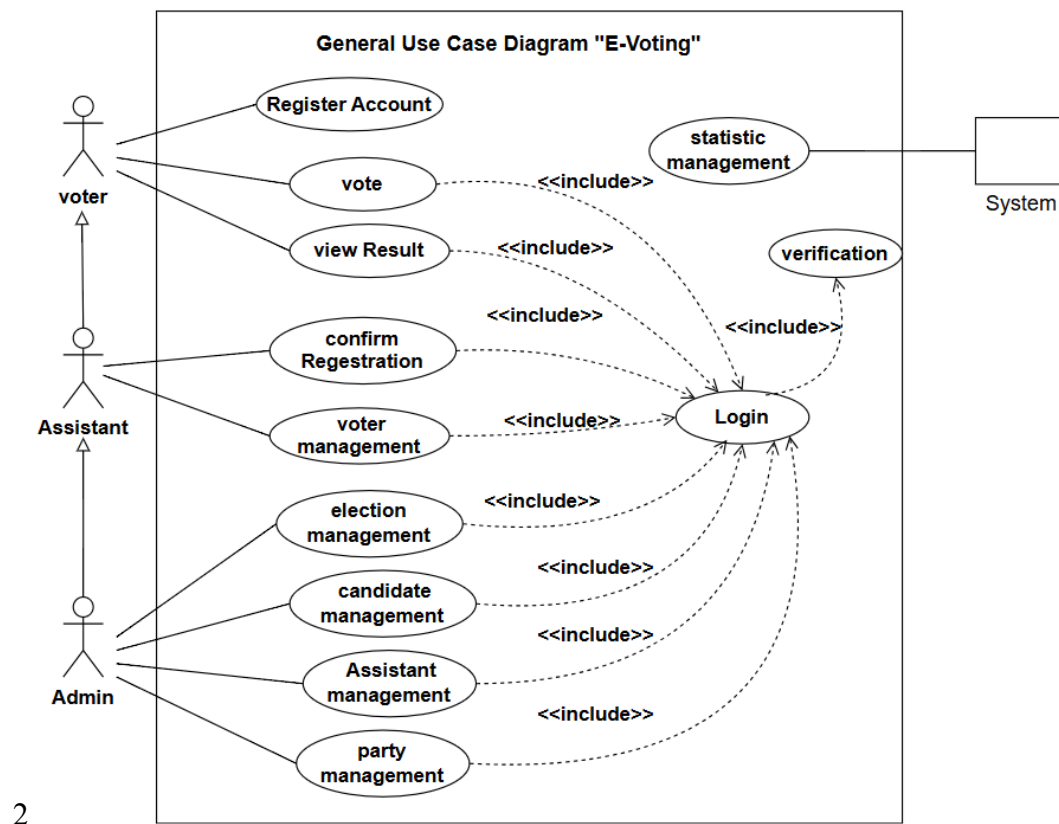 General Use Case Diagram "E-Voting"
Register Account
statistic
management
System
voter
vote
<<include>>
view Result
<<include>>
verification
<<include>>
<<include>>
Assistant
confirm
Regestration
voter
management
<<include>>
Login
election
management
<<include>>
candidate
management
<<include>>
Admin
Assistant
management
<<include>>
party
management
<<include>>
2